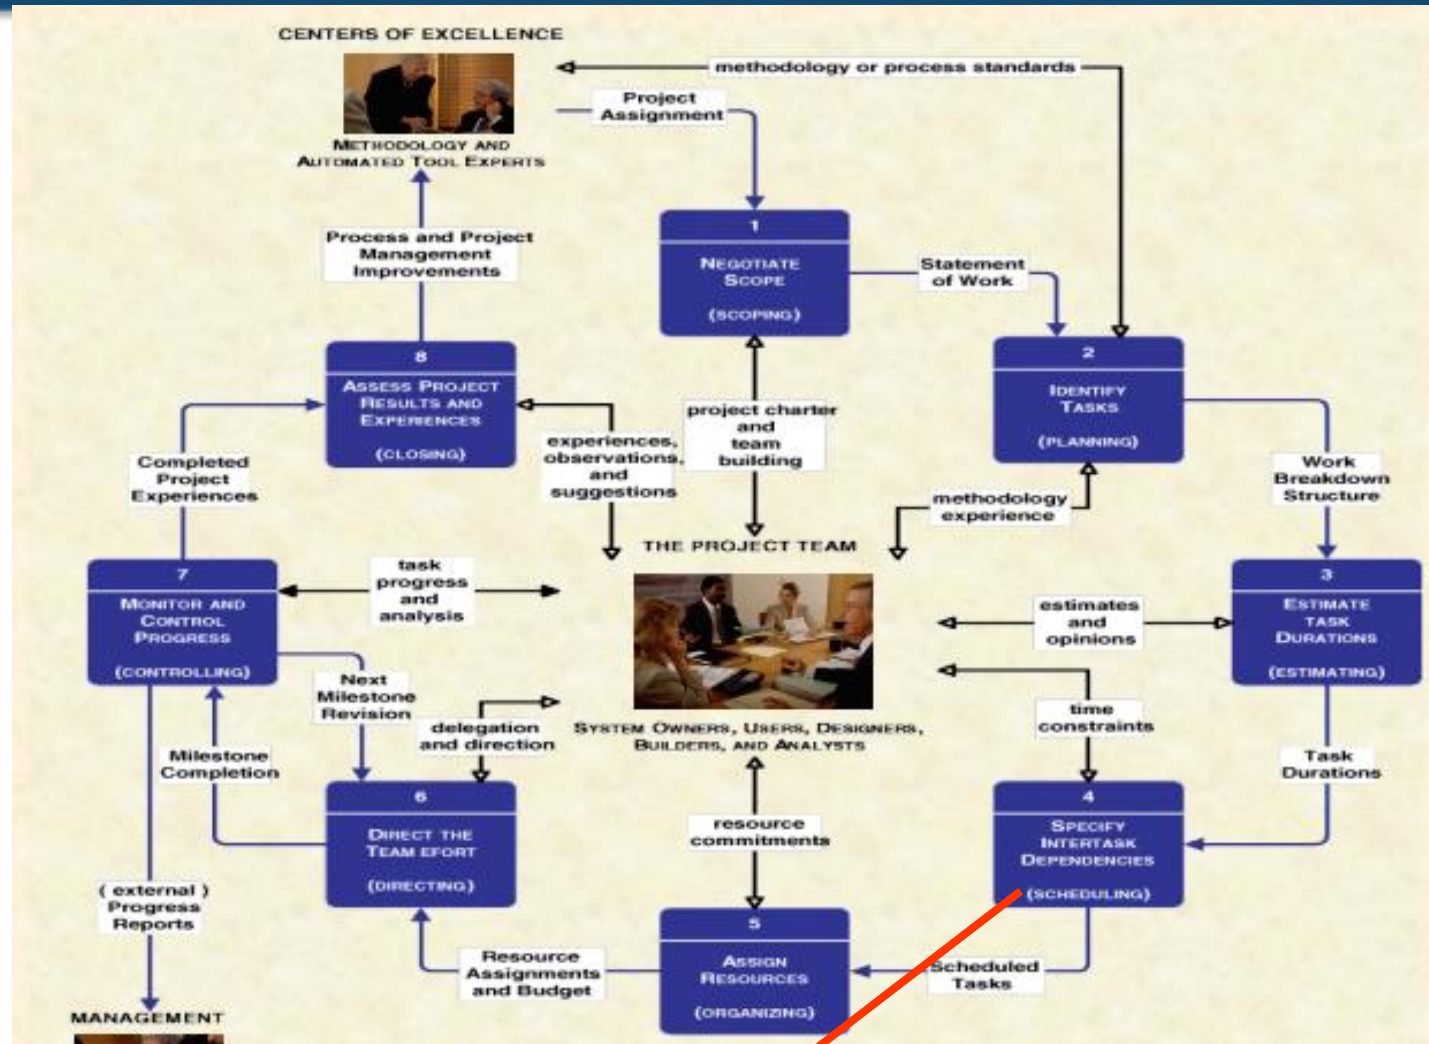 CENTERS OF EXCELLENCE
METHODOLOGY AND
AUTOMATED TOOL EXPERTS
methodology or process standards
Project
Assignment
1
NEGOTIATE
SCOPE
(SCOPING)
Statement
of Work
2
IDENTIFY
TASKS
(PLANNING)
Process and Project
Management
Improvements
8
ASSESS PROJECT
RESULTS AND
EXPERIENCES
(CLOSING)
project charter
and
team
building
experiences,
observations,
and
suggestions
methodology
experience
Work
Breakdown
Structure
Completed
Project
Experiences
THE PROJECT TEAM
SYSTEM OWNERS, USERS, DESIGNERS,
BUILDERS, AND ANALYSTS
3
ESTIMATE
TASK
DURATIONS
(ESTIMATING)
estimates
and
opinions
7
MONITOR AND
CONTROL
PROGRESS
(CONTROLLING)
task
progress
and
analysis
Next
Milestone
Revision
delegation
and direction
time
constraints
Task
Durations
Milestone
Completion
6
DIRECT THE
TEAM EFORT
(DIRECTING)
resource
commitments
4
SPECIFY
INTERTASK
DEPENDENCIES
(SCHEDULING)
( external )
Progress
Reports
Resource
Assignments
and Budget
5
ASSIGN
RESOURCES
(ORGANIZING)
Scheduled
Tasks
MANAGEMENT